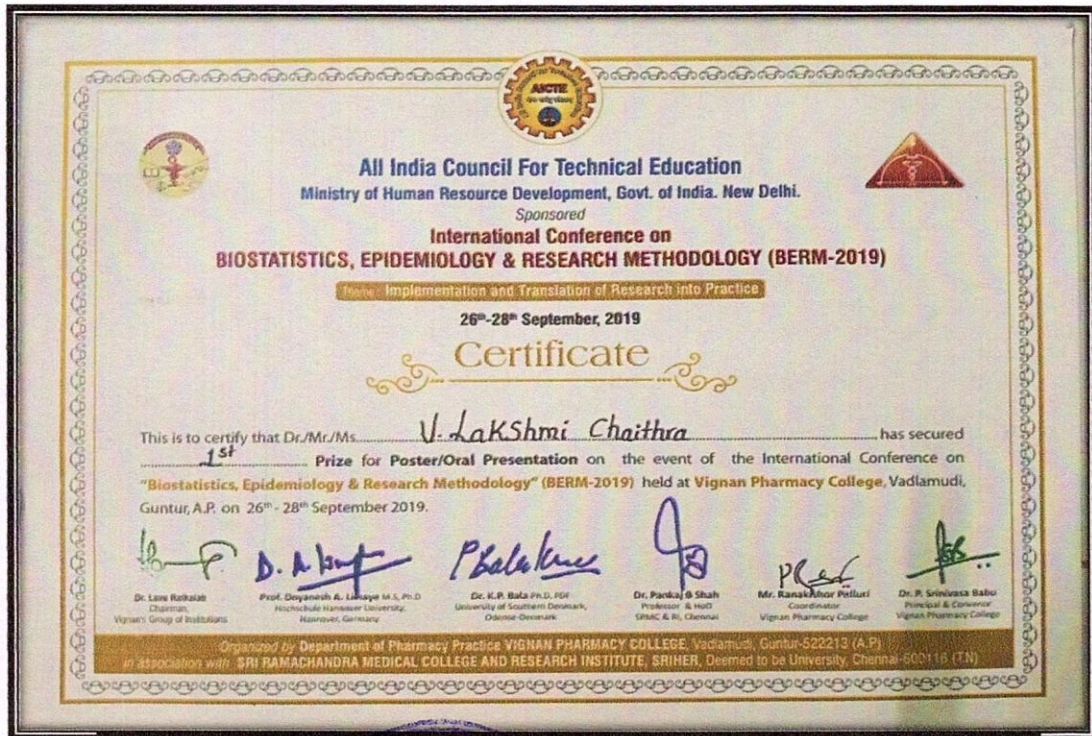 AICTE
All India Council For Technical Education
Ministry of Human Resource Development, Govt. of India. New Delhi.
Sponsored
International Conference on
BIOSTATISTICS, EPIDEMIOLOGY & RESEARCH METHODOLOGY (BERM-2019)
Theme: Implementation and Translation of Research into Practice
26th-28th September, 2019
Certificate
This is to certify that Dr./Mr./Ms. V. Lakshmi Chaithra has secured
1st Prize for Poster/Oral Presentation on the event of the International Conference on
"Biostatistics, Epidemiology & Research Methodology" (BERM-2019) held at Vignan Pharmacy College, Vadlamudi,
Guntur, A.P. on 26th - 28th September 2019.
Dr. Lavu Rathaiah
Chairman,
Vignan's Group of Institutions
Prof. Dnyanesh A. Limaye M.S, Ph.D
Hochschule Hannover University,
Hannover, Germany
Dr. K.P. Bala Ph.D, PDF
University of Southern Denmark,
Odense-Denmark
Dr. Pankaj B Shah
Professor & HoD
SRMC & RI, Chennai
Mr. Ranakishor Pelluri
Coordinator
Vignan Pharmacy College
Dr. P. Srinivasa Babu
Principal & Convenor
Vignan Pharmacy College
Organized by Department of Pharmacy Practice VIGNAN PHARMACY COLLEGE, Vadlamudi, Guntur-522213 (A.P)
in association with SRI RAMACHANDRA MEDICAL COLLEGE AND RESEARCH INSTITUTE, SRIHER, Deemed to be University, Chennai-600116 (TN)